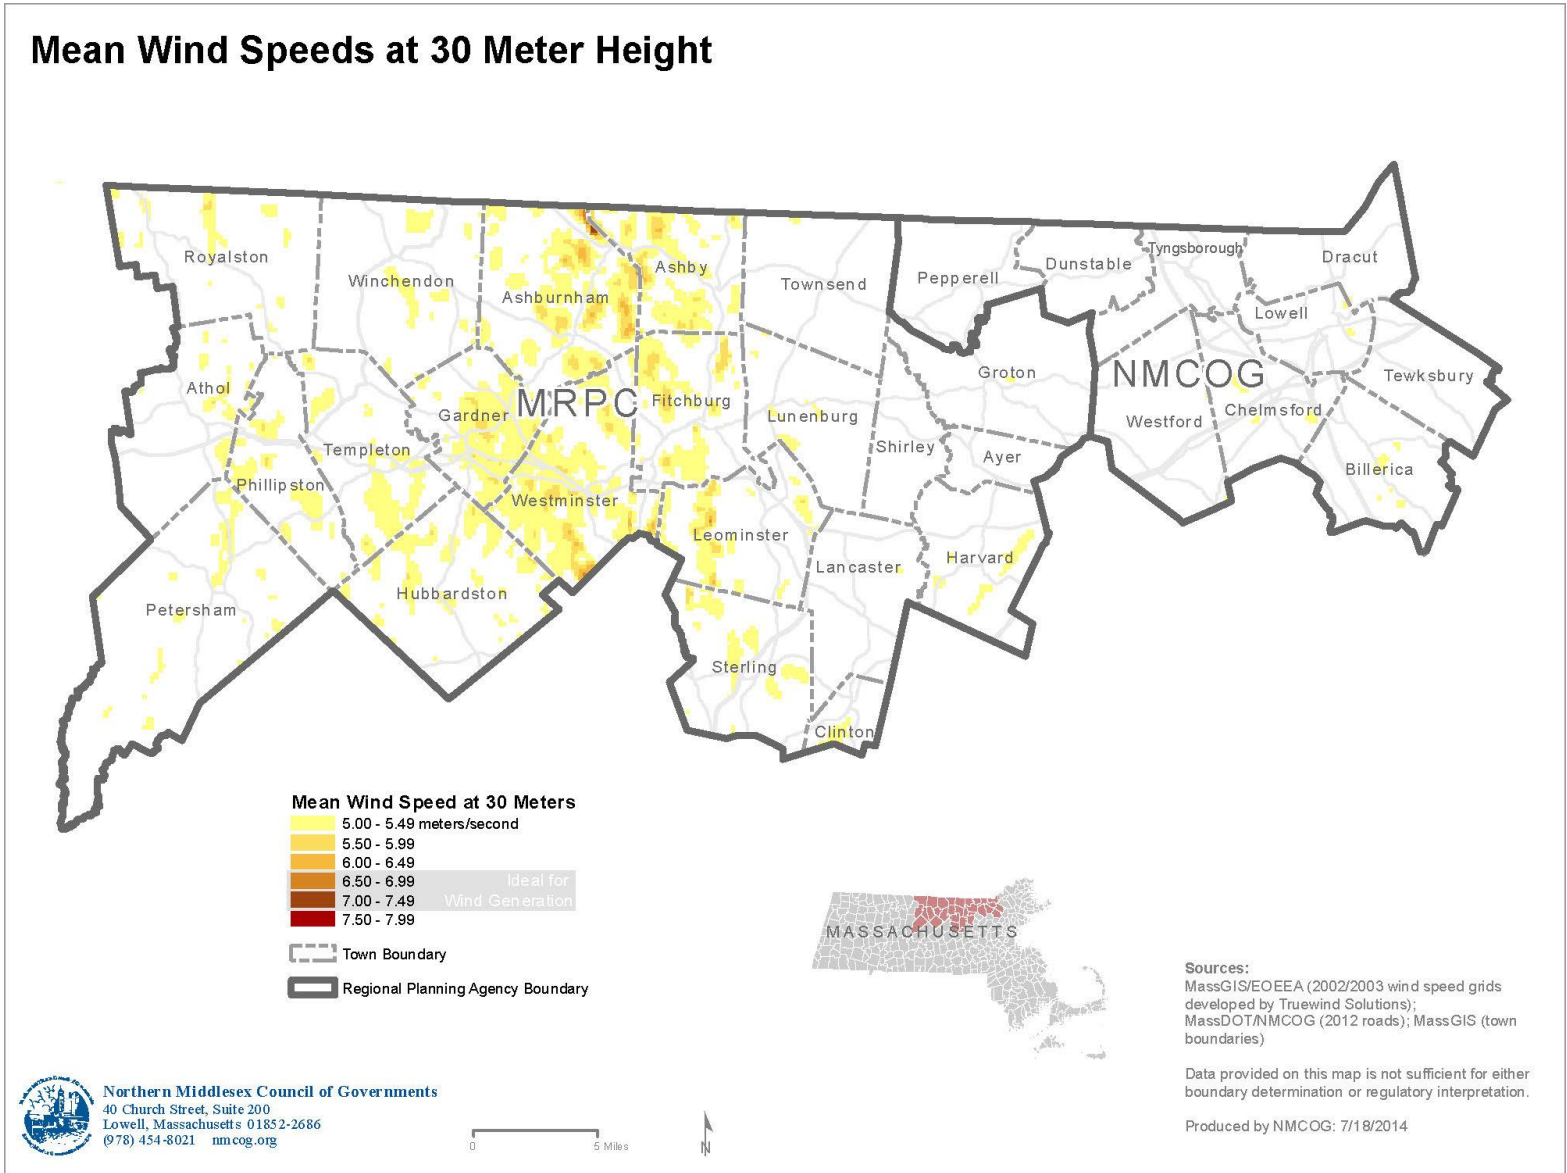 Mean Wind Speeds at 30 Meter Height
Royalston
Winchendon
Ashburnham
Ashby
Townsend
Pepperell
Dunstable
Tyngsborough
Dracut
Lowell
Athol
Gardner
MRPC
Fitchburg
Lunenburg
Groton
NMCOG
Tewksbury
Westford
Chelmsford
Templeton
Shirley
Ayer
Billerica
Phillipston
Westminster
Leominster
Lancaster
Harvard
Petersham
Hubbardston
Sterling
Clinton
Mean Wind Speed at 30 Meters
5.00 - 5.49 meters/second
5.50 - 5.99
6.00 - 6.49
6.50 - 6.99 Ideal for
7.00 - 7.49 Wind Generation
7.50 - 7.99
Town Boundary
Regional Planning Agency Boundary
MASSACHUSETTS
Sources:
MassGIS/EOEEA (2002/2003 wind speed grids
developed by Truewind Solutions);
MassDOT/NMCOG (2012 roads); MassGIS (town
boundaries)
Data provided on this map is not sufficient for either
boundary determination or regulatory interpretation.
Produced by NMCOG: 7/18/2014
Northern Middlesex Council of Governments
40 Church Street, Suite 200
Lowell, Massachusetts 01852-2686
(978) 454-8021 nmcog.org
0 5 Miles
N